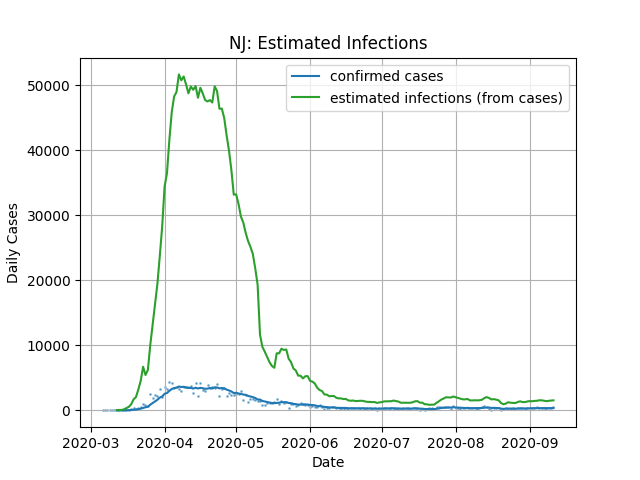 NJ: Estimated Infections
confirmed cases
estimated infections (from cases)
Daily Cases
50000
40000
30000
20000
10000
0
2020-03 2020-04 2020-05 2020-06 2020-07 2020-08 2020-09
Date